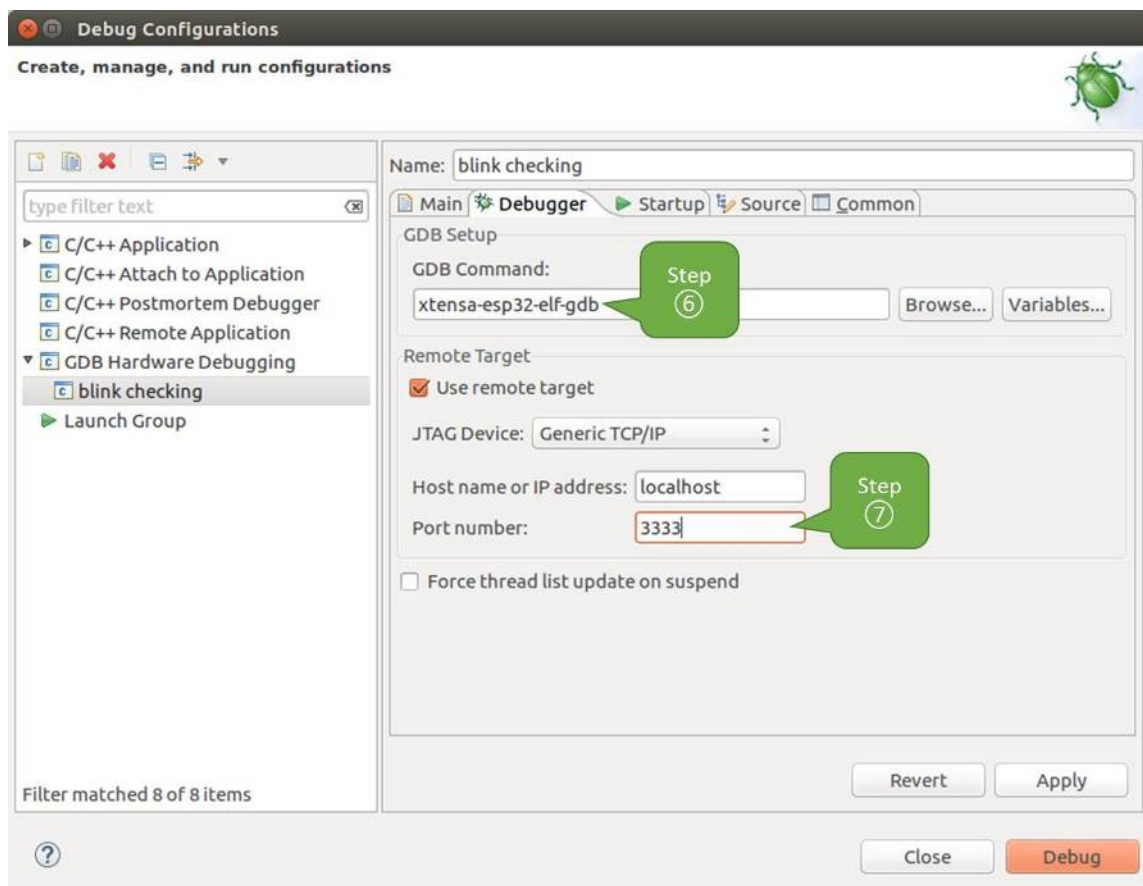 Debug Configurations
Create, manage, and run configurations
type filter text
C/C++ Application
C/C++ Attach to Application
C/C++ Postmortem Debugger
C/C++ Remote Application
GDB Hardware Debugging
blink checking
Launch Group
Filter matched 8 of 8 items
Name: blink checking
Main Debugger Startup Source Common
GDB Setup
GDB Command:
xtensa-esp32-elf-gdb Browse... Variables...
Step
⑥
Remote Target
Use remote target
JTAG Device: Generic TCP/IP
Host name or IP address: localhost
Port number: 3333
Step
⑦
Force thread list update on suspend
Revert Apply
? Close Debug